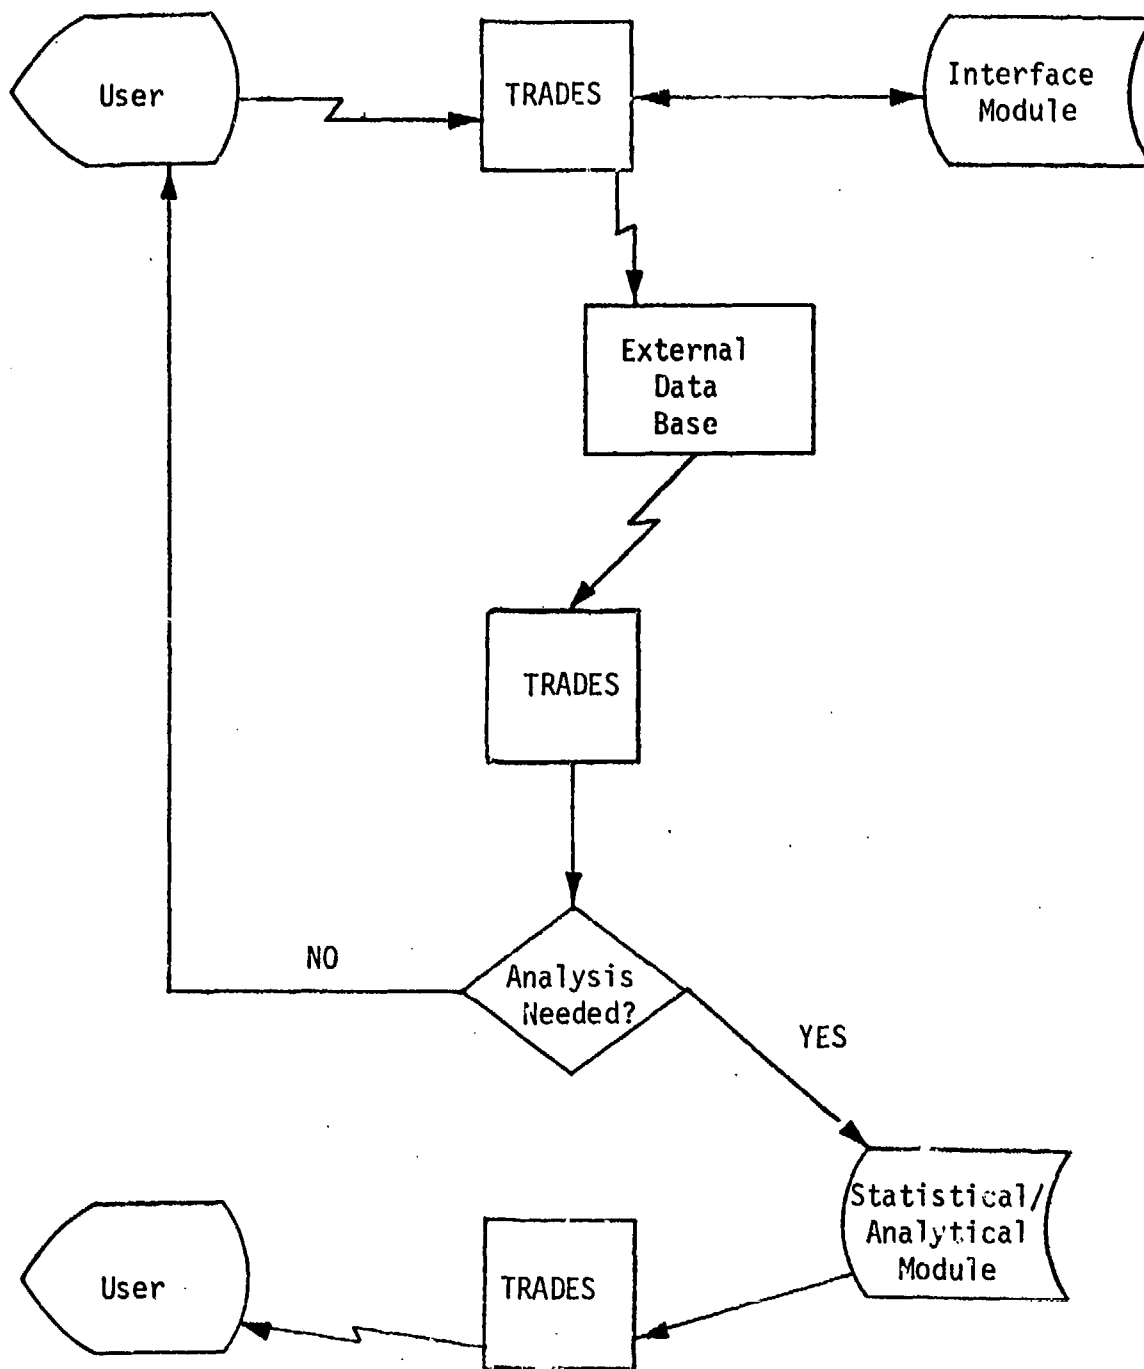 User
TRADES
Interface
Module
External
Data
Base
TRADES
NO
Analysis
Needed?
YES
Statistical/
Analytical
Module
User
TRADES